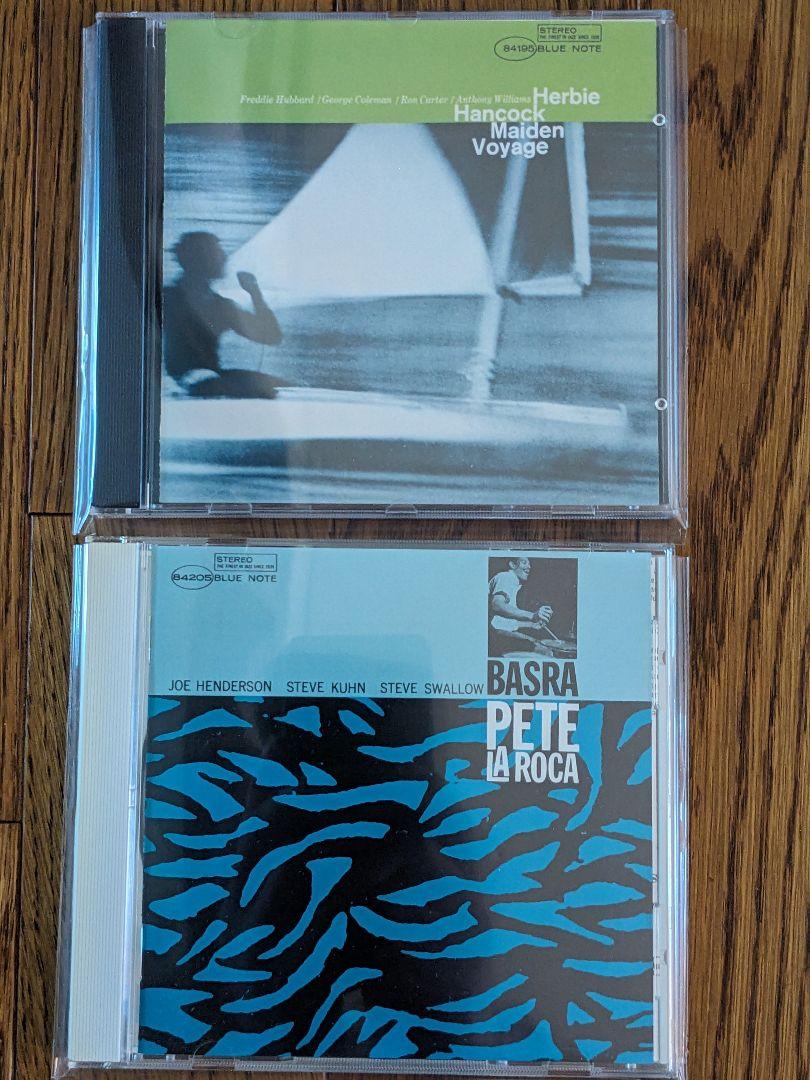 STEREO
THE FINEST IN JAZZ SINCE 1939
84195 BLUE NOTE
Freddie Hubbard / George Coleman / Ron Carter / Anthony Williams Herbie
Hancock
Maiden
Voyage
STEREO
THE FINEST IN JAZZ SINCE 1939
84205 BLUE NOTE
JOE HENDERSON STEVE KUHN STEVE SWALLOW BASRA
PETE
LA ROCA